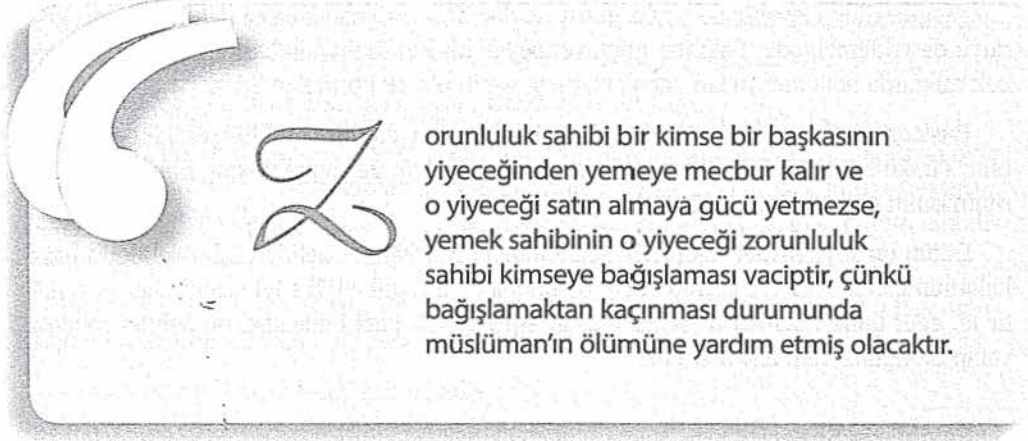 Zorunluluk sahibi bir kimse bir başkasının
yiyeceğinden yemeye mecbur kalır ve
o yiyeceği satın almaya gücü yetmezse,
yemek sahibinin o yiyeceği zorunluluk
sahibi kimseye bağışlaması vaciptir, çünkü
bağışlamaktan kaçınması durumunda
müslüman'ın ölümüne yardım etmiş olacaktır.